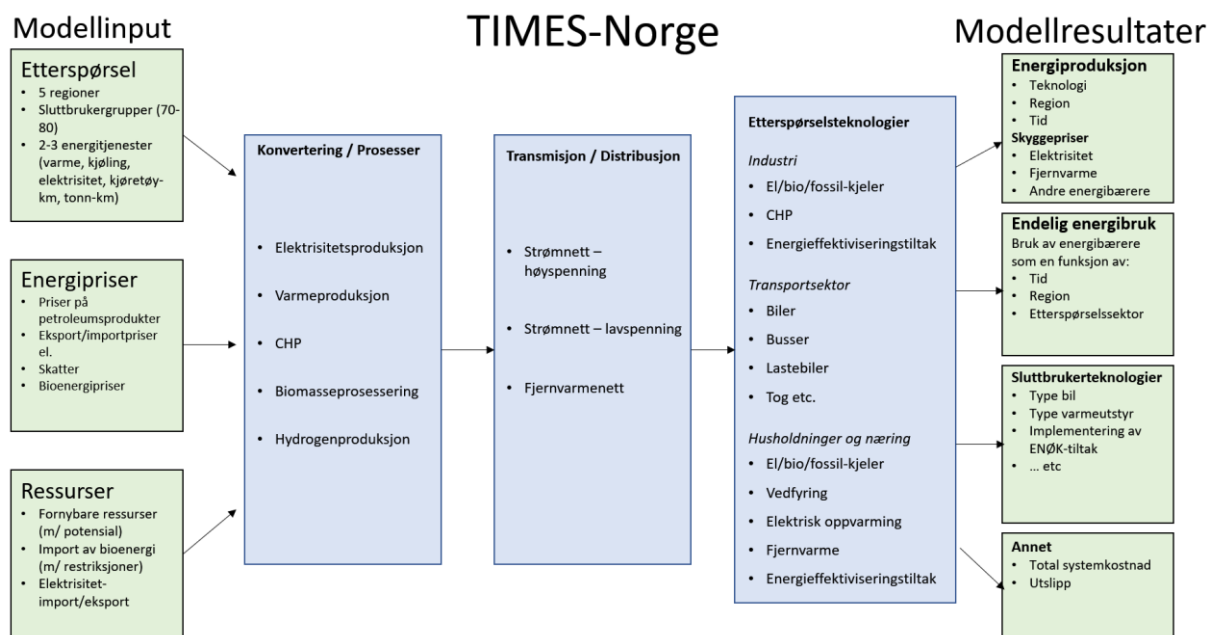 Modellinput
TIMES-Norge
Modellresultater
Etterspørsel
• 5 regioner
• Sluttbrukergrupper (70-
80)
• 2-3 energitjenester
(varme, kjøling,
elektrisitet, kjøretøy-
km, tonn-km)
Energipriser
• Priser på
petroleumsprodukter
• Eksport/importpriser
el.
• Skatter
• Bioenergipriser
Ressurser
• Fornybare ressurser
(m/ potensial)
• Import av bioenergi
(m/ restriksjoner)
• Elektrisitet-
import/eksport
Konvertering / Prosesser
• Elektrisitetsproduksjon
• Varmeproduksjon
• CHP
• Biomasseprosessering
• Hydrogenproduksjon
Transmisjon / Distribusjon
• Strømnett –
høyspenning
• Strømnett – lavspenning
• Fjernvarmenett
Etterspørselsteknologier
Industri
• El/bio/fossil-kjeler
• CHP
• Energieffektiviseringstiltak
Transportsektor
• Biler
• Busser
• Lastebiler
• Tog etc.
Husholdninger og næring
• El/bio/fossil-kjeler
• Vedfyring
• Elektrisk oppvarming
• Fjernvarme
• Energieffektiviseringstiltak
Energiproduksjon
• Teknologi
• Region
• Tid
Skyggepriser
• Elektrisitet
• Fjernvarme
• Andre energibærere
Endelig energibruk
Bruk av energibærere
som en funksjon av:
• Tid
• Region
• Etterspørselssektor
Sluttbrukerteknologier
• Type bil
• Type varmeutstyr
• Implementering av
ENØK-tiltak
• ... etc
Annet
• Total systemkostnad
• Utslipp